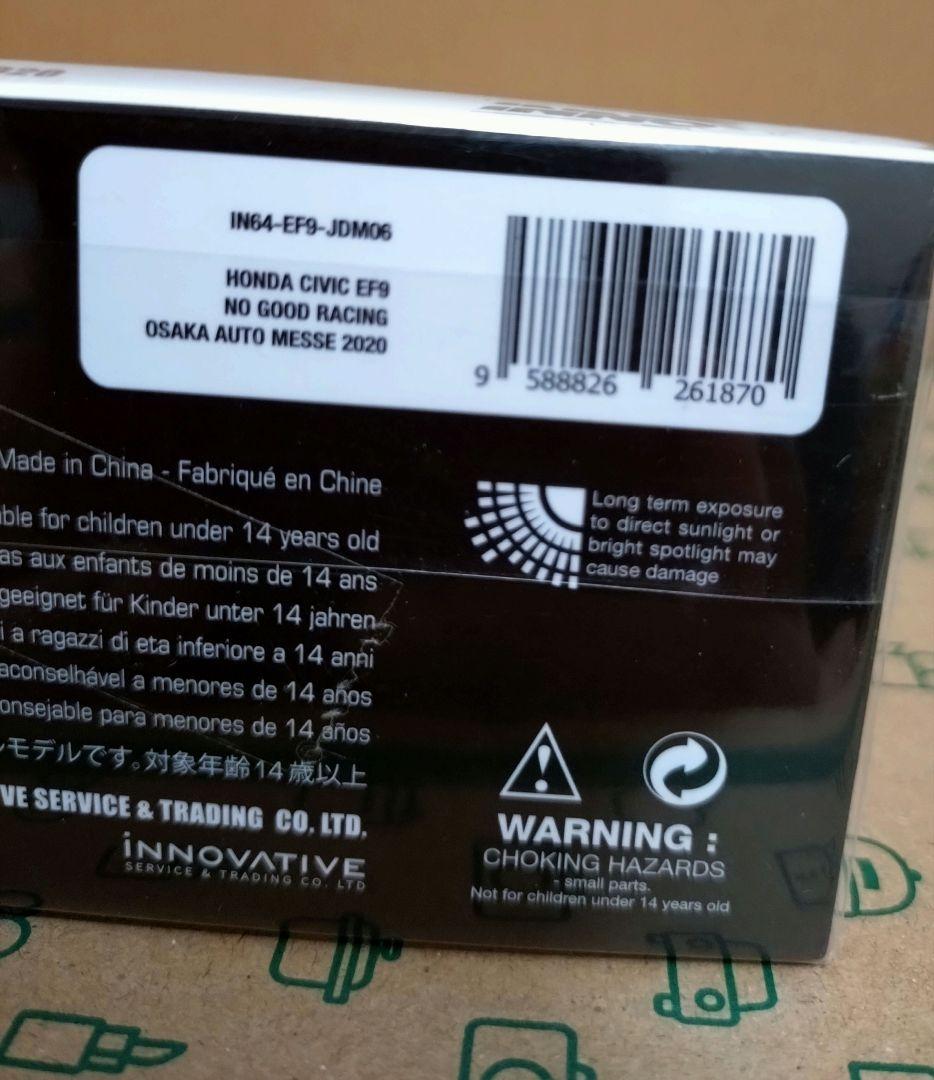 IN64-EF9-JDM06
HONDA CIVIC EF9
NO GOOD RACING
OSAKA AUTO MESSE 2020
9 588826 261870
Made in China - Fabriqué en Chine
for children under 14 years old
aux enfants de moins de 14 ans
geeignet für Kinder unter 14 jahren
a ragazzi di eta inferiore a 14 anni
a menores de 14 años
para menores de 14 años
モデルです。対象年齢14歳以上
SERVICE & TRADING CO. LTD.
iNNOVATIVE
SERVICE & TRADING CO. LTD
Long term exposure
to direct sunlight or
bright spotlight may
cause damage
WARNING :
CHOKING HAZARDS
- small parts.
Not for children under 14 years old